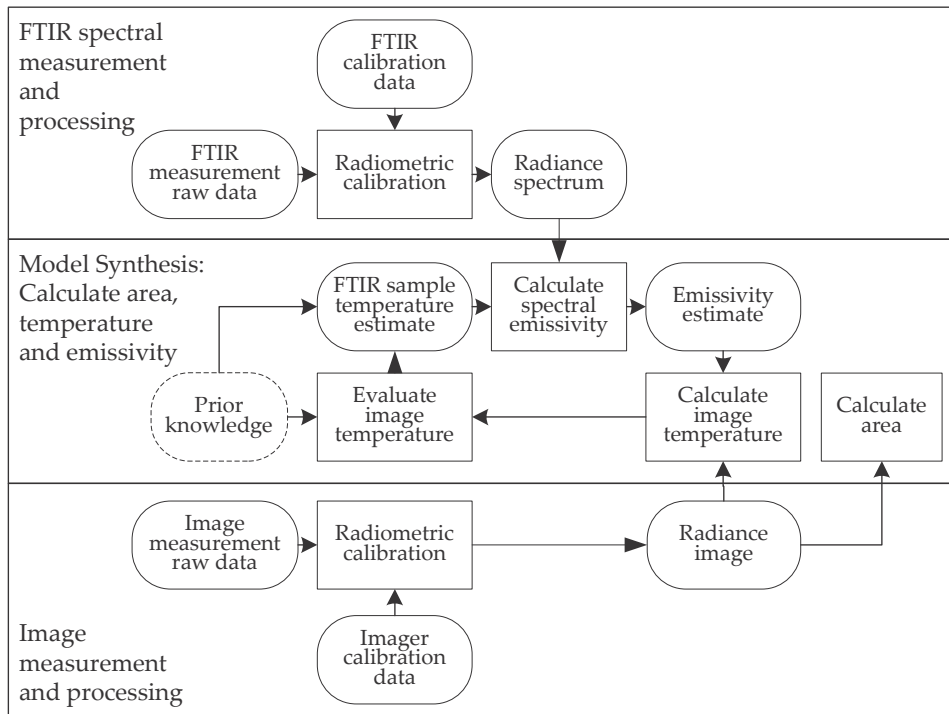 FTIR spectral
measurement
and
processing
FTIR
calibration
data
FTIR
measurement
raw data
Radiometric
calibration
Radiance
spectrum
Model Synthesis:
Calculate area,
temperature
and emissivity
FTIR sample
temperature
estimate
Calculate
spectral
emissivity
Emissivity
estimate
Prior
knowledge
Evaluate
image
temperature
Calculate
image
temperature
Calculate
area
Image
measurement
raw data
Radiometric
calibration
Radiance
image
Imager
calibration
data
Image
measurement
and processing